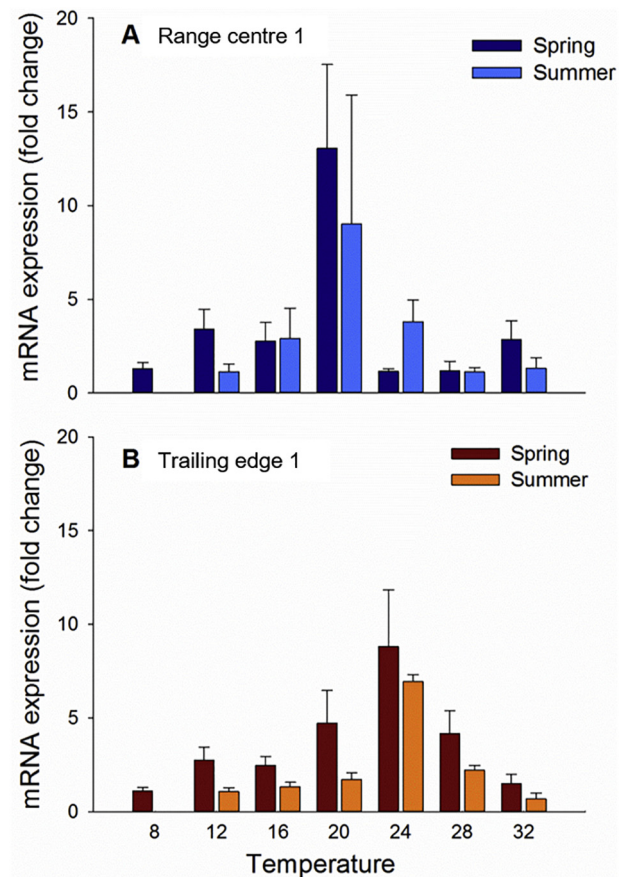 20
A Range centre 1
Spring
Summer
15
10
5
0
mRNA expression (fold change)
20
B Trailing edge 1
Spring
Summer
15
10
5
0
mRNA expression (fold change)
8 12 16 20 24 28 32
Temperature